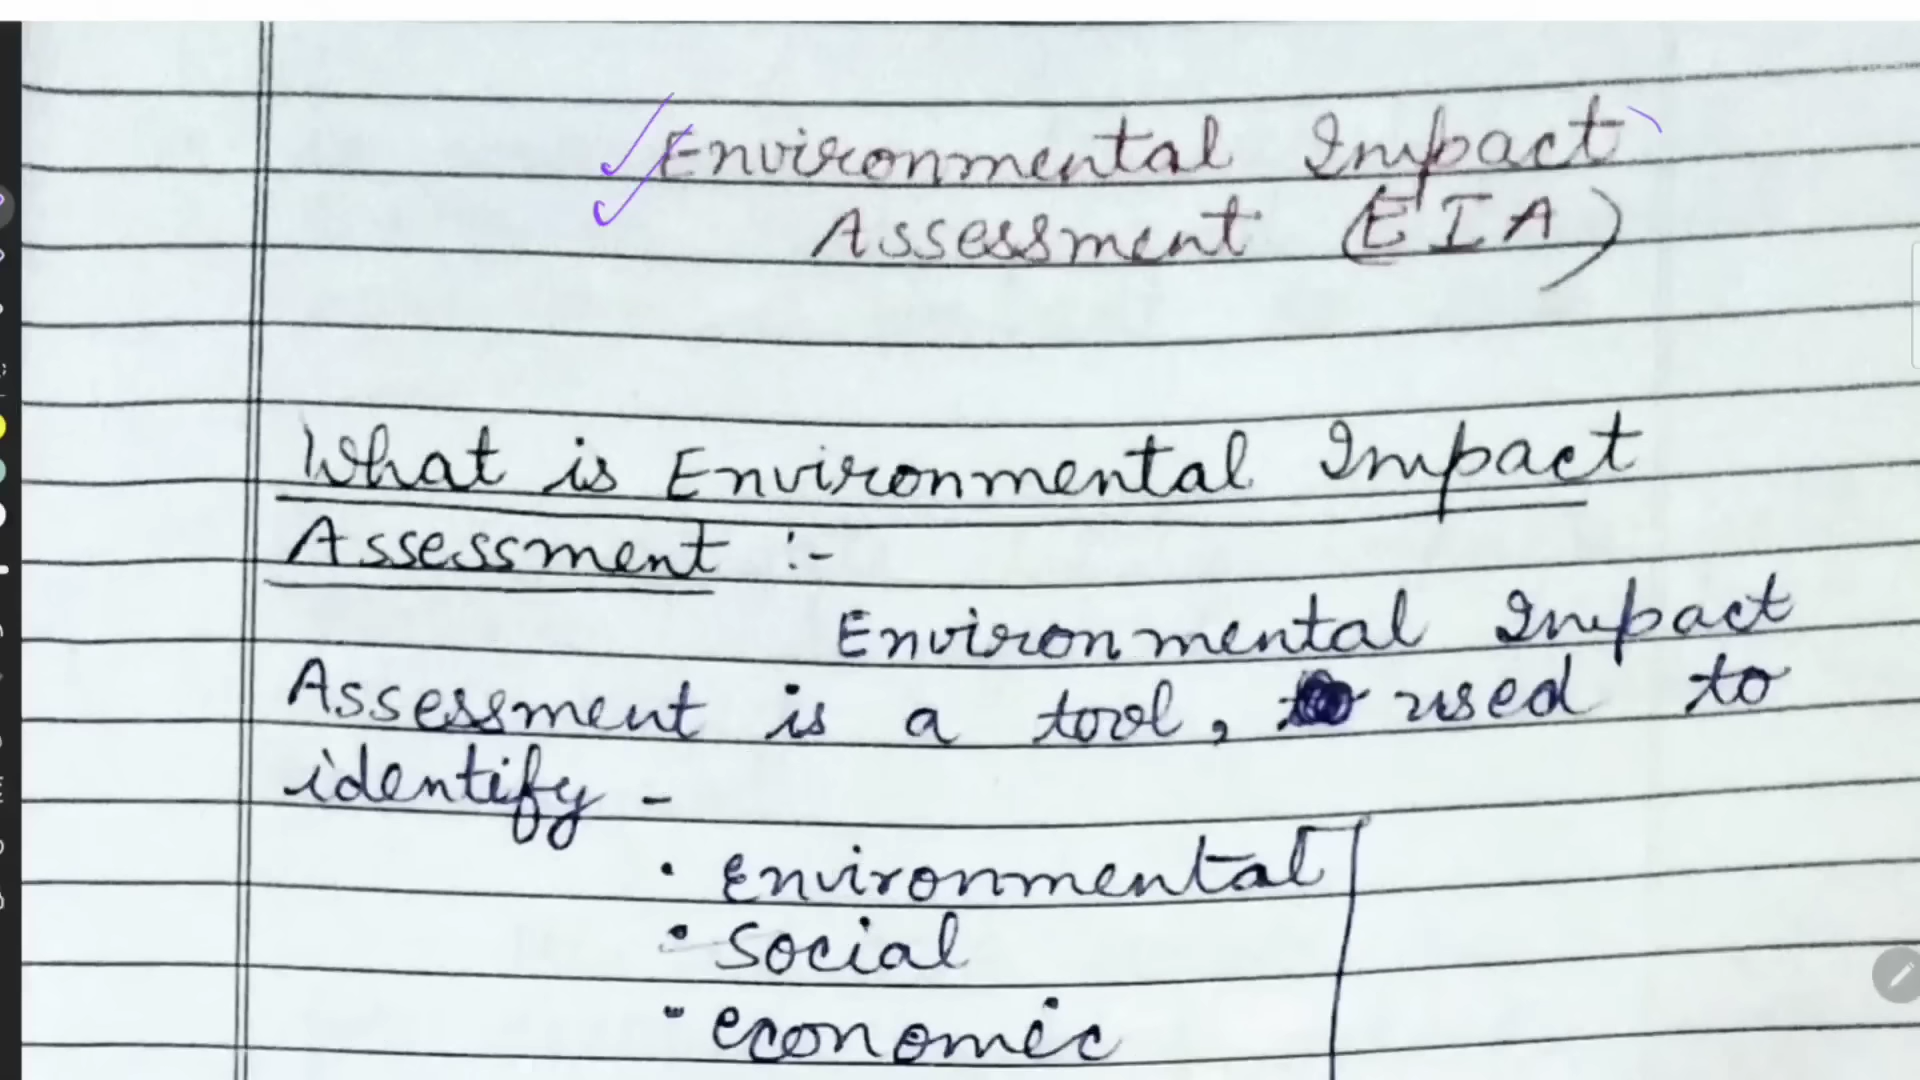 Environmental Impact
Assessment (EIA)
What is Environmental Impact
Assessment :-
Environmental Impact
Assessment is a tool, used to
identify -
• environmental
• social
• economic